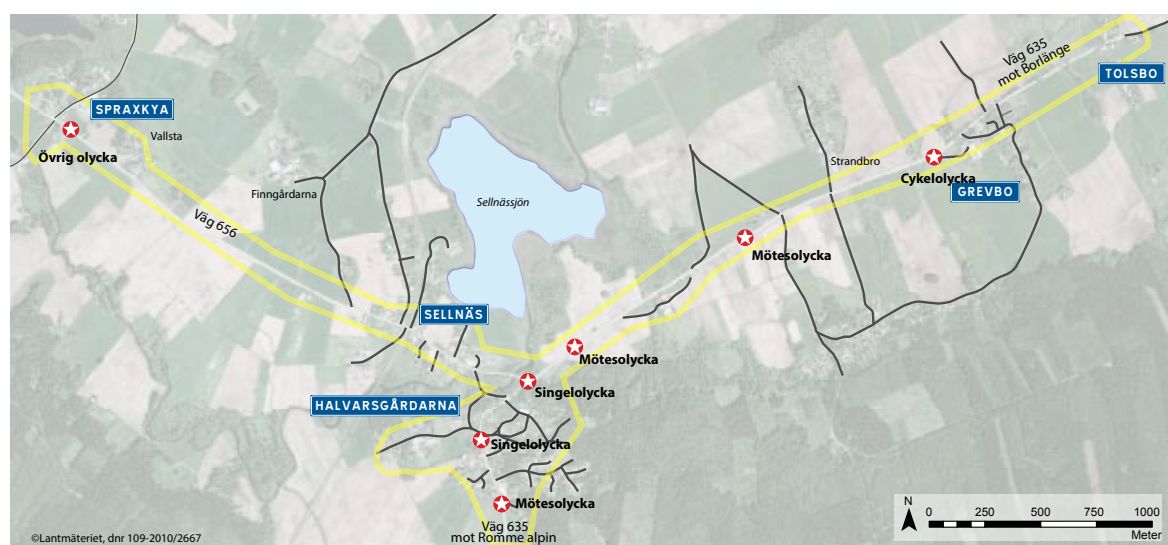 Väg 635
mot Borlänge
TOLSBO
SPRAXKYA
Vallsta
Övrig olycka
Strandbro
Cykelolycka
GREVBO
Finngårdarna
Sellnässjön
Väg 656
Mötesolycka
SELLNÄS
Mötesolycka
Singelolycka
HALVARSGÅRDARNA
Singelolycka
Mötesolycka
Väg 635
mot Romme alpin
N
0 250 500 750 1000
Meter
©Lantmäteriet, dnr 109-2010/2667